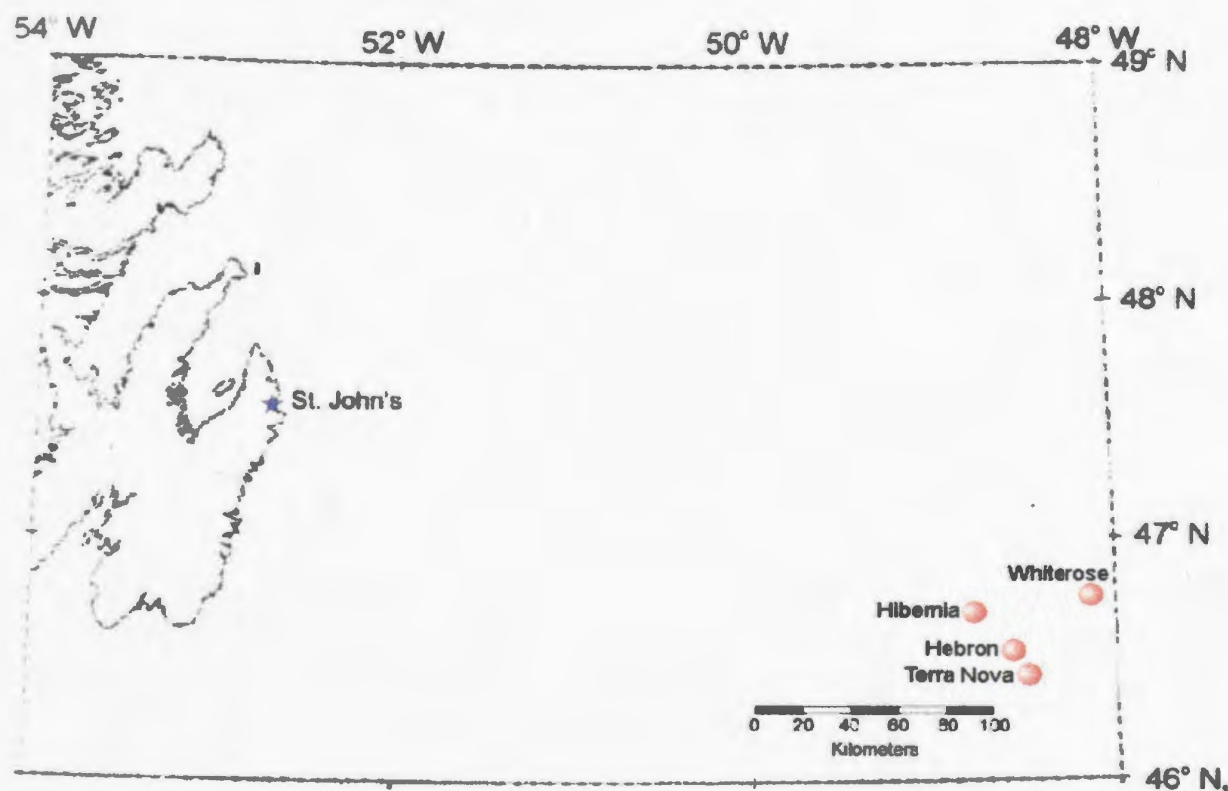 54° W
52° W
50° W
48° W
49° N
48° N
St. John's
47° N
Whiterose
Hibernia
Hebron
Terra Nova
0 20 40 60 80 100
Kilometers
46° N.